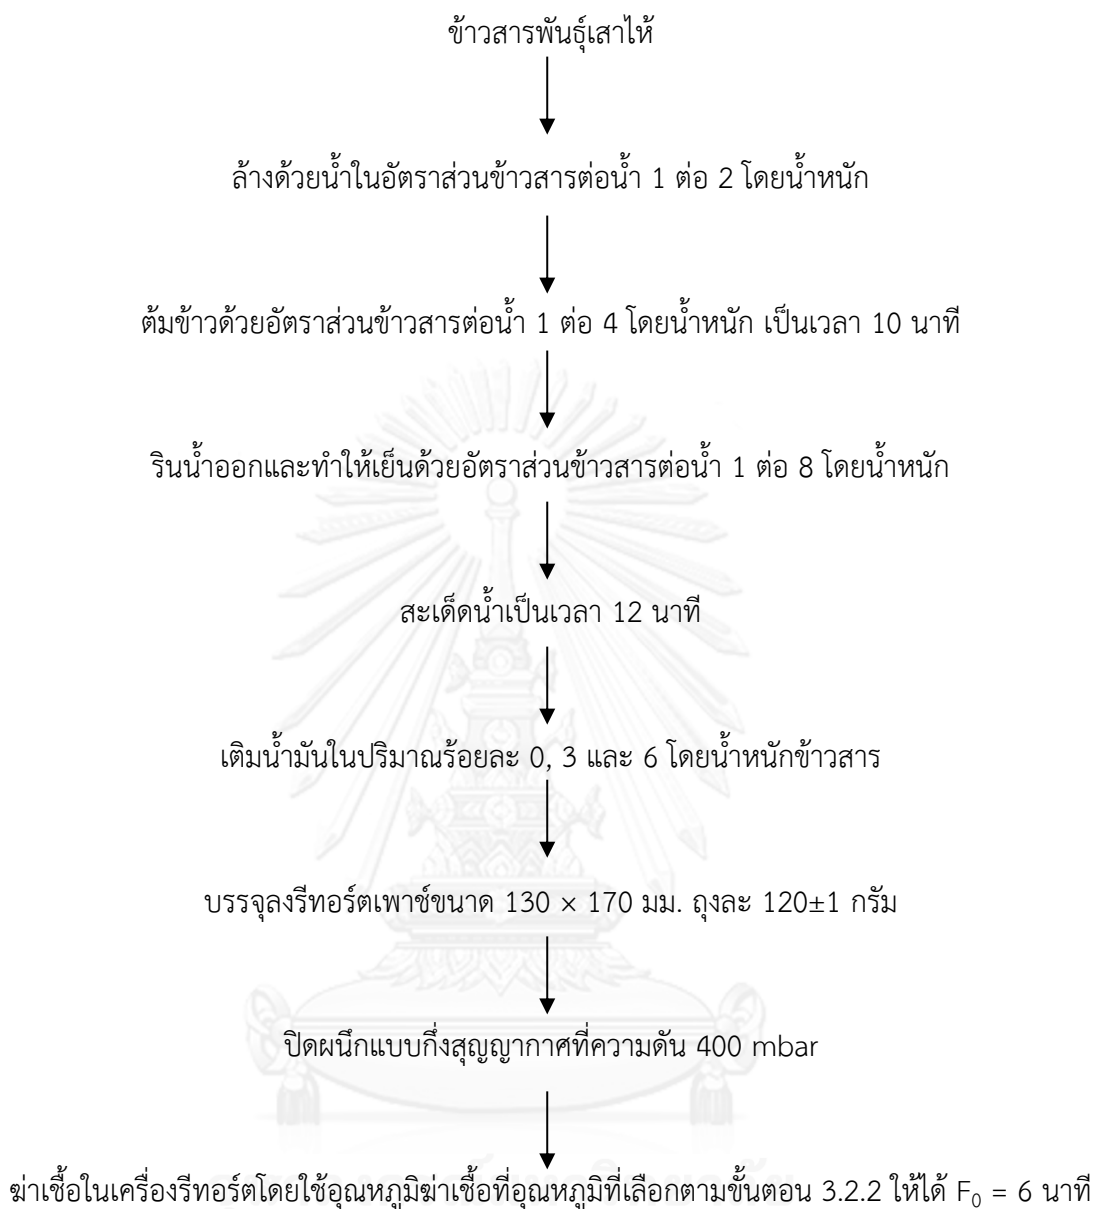 ข้าวสารพันธุ์เสาไห้
ล้างด้วยน้ำในอัตราส่วนข้าวสารต่อน้ำ 1 ต่อ 2 โดยน้ำหนัก
ต้มข้าวด้วยอัตราส่วนข้าวสารต่อน้ำ 1 ต่อ 4 โดยน้ำหนัก เป็นเวลา 10 นาที
รินน้ำออกและทำให้เย็นด้วยอัตราส่วนข้าวสารต่อน้ำ 1 ต่อ 8 โดยน้ำหนัก
สะเด็ดน้ำเป็นเวลา 12 นาที
เติมน้ำมันในปริมาณร้อยละ 0, 3 และ 6 โดยน้ำหนักข้าวสาร
บรรจุลงรีทอร์ตเพาช์ขนาด 130 × 170 มม. ถุงละ 120±1 กรัม
ปิดผนึกแบบกึ่งสุญญากาศที่ความดัน 400 mbar
ฆ่าเชื้อในเครื่องรีทอร์ตโดยใช้อุณหภูมิฆ่าเชื้อที่อุณหภูมิที่เลือกตามขั้นตอน 3.2.2 ให้ได้ F₀ = 6 นาที